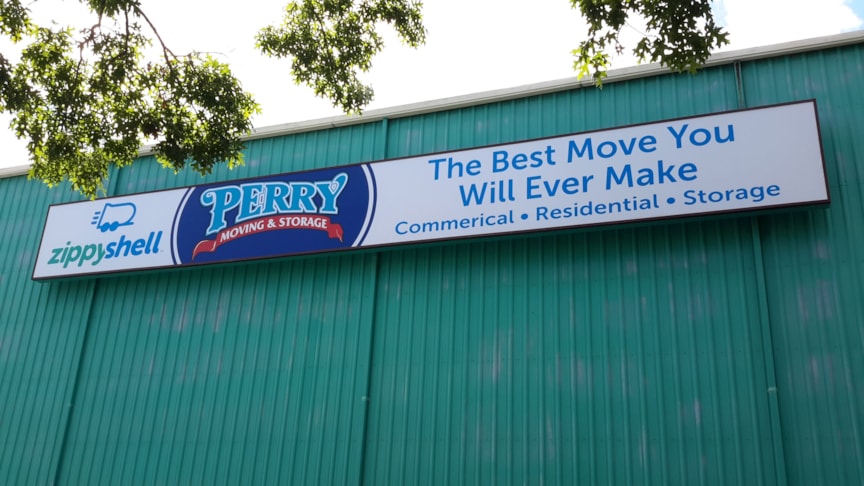 zippyshell
PERRY
MOVING & STORAGE
The Best Move You
Will Ever Make
Commerical • Residential • Storage